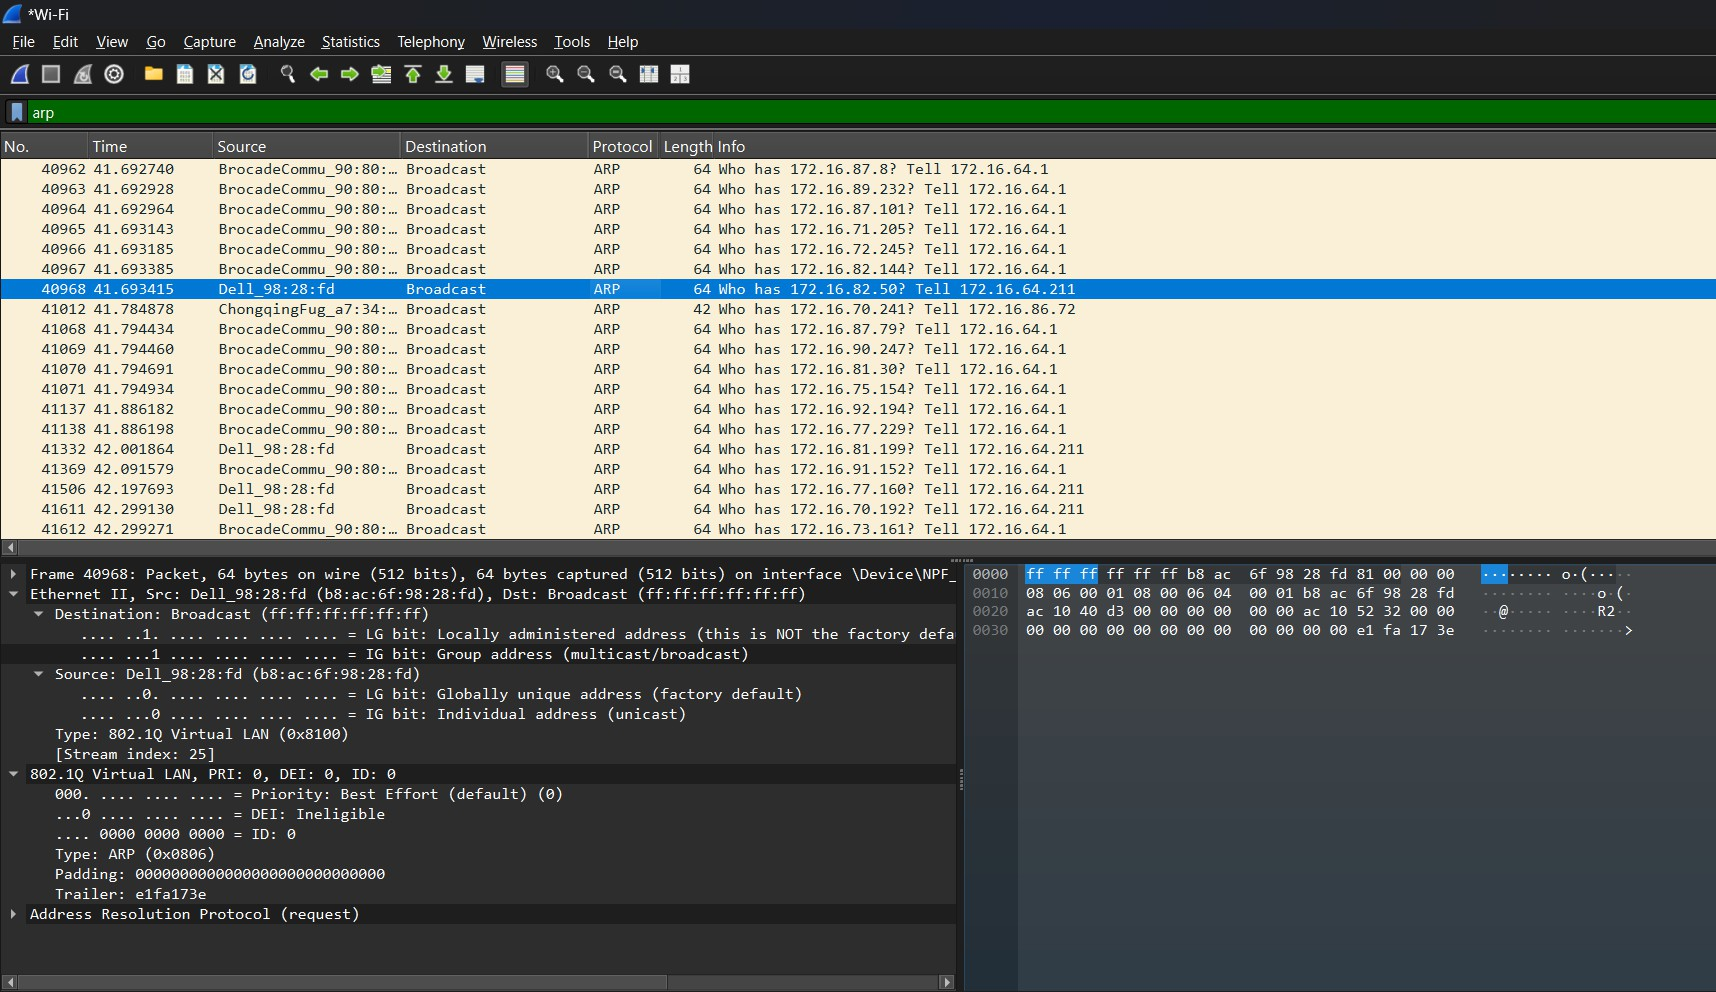 *Wi-Fi
File Edit View Go Capture Analyze Statistics Telephony Wireless Tools Help
arp
No. Time Source Destination Protocol Length Info
40962 41.692740 BrocadeCommu_90:80:… Broadcast ARP 64 Who has 172.16.87.8? Tell 172.16.64.1
40963 41.692928 BrocadeCommu_90:80:… Broadcast ARP 64 Who has 172.16.89.232? Tell 172.16.64.1
40964 41.692964 BrocadeCommu_90:80:… Broadcast ARP 64 Who has 172.16.87.101? Tell 172.16.64.1
40965 41.693143 BrocadeCommu_90:80:… Broadcast ARP 64 Who has 172.16.71.205? Tell 172.16.64.1
40966 41.693185 BrocadeCommu_90:80:… Broadcast ARP 64 Who has 172.16.72.245? Tell 172.16.64.1
40967 41.693385 BrocadeCommu_90:80:… Broadcast ARP 64 Who has 172.16.82.144? Tell 172.16.64.1
40968 41.693415 Dell_98:28:fd Broadcast ARP 64 Who has 172.16.82.50? Tell 172.16.64.211
41012 41.784878 ChongqingFug_a7:34:… Broadcast ARP 42 Who has 172.16.70.241? Tell 172.16.86.72
41068 41.794434 BrocadeCommu_90:80:… Broadcast ARP 64 Who has 172.16.87.79? Tell 172.16.64.1
41069 41.794460 BrocadeCommu_90:80:… Broadcast ARP 64 Who has 172.16.90.247? Tell 172.16.64.1
41070 41.794691 BrocadeCommu_90:80:… Broadcast ARP 64 Who has 172.16.81.30? Tell 172.16.64.1
41071 41.794934 BrocadeCommu_90:80:… Broadcast ARP 64 Who has 172.16.75.154? Tell 172.16.64.1
41137 41.886182 BrocadeCommu_90:80:… Broadcast ARP 64 Who has 172.16.92.194? Tell 172.16.64.1
41138 41.886198 BrocadeCommu_90:80:… Broadcast ARP 64 Who has 172.16.77.229? Tell 172.16.64.1
41332 42.001864 Dell_98:28:fd Broadcast ARP 64 Who has 172.16.81.199? Tell 172.16.64.211
41369 42.091579 BrocadeCommu_90:80:… Broadcast ARP 64 Who has 172.16.91.152? Tell 172.16.64.1
41506 42.197693 Dell_98:28:fd Broadcast ARP 64 Who has 172.16.77.160? Tell 172.16.64.211
41611 42.299130 Dell_98:28:fd Broadcast ARP 64 Who has 172.16.70.192? Tell 172.16.64.211
41612 42.299271 BrocadeCommu_90:80:… Broadcast ARP 64 Who has 172.16.73.161? Tell 172.16.64.1
Frame 40968: Packet, 64 bytes on wire (512 bits), 64 bytes captured (512 bits) on interface \Device\NPF_
Ethernet II, Src: Dell_98:28:fd (b8:ac:6f:98:28:fd), Dst: Broadcast (ff:ff:ff:ff:ff:ff)
Destination: Broadcast (ff:ff:ff:ff:ff:ff)
.... ..1. .... .... .... .... = LG bit: Locally administered address (this is NOT the factory defa
.... ...1 .... .... .... .... = IG bit: Group address (multicast/broadcast)
Source: Dell_98:28:fd (b8:ac:6f:98:28:fd)
.... ..0. .... .... .... .... = LG bit: Globally unique address (factory default)
.... ...0 .... .... .... .... = IG bit: Individual address (unicast)
Type: 802.1Q Virtual LAN (0x8100)
[Stream index: 25]
802.1Q Virtual LAN, PRI: 0, DEI: 0, ID: 0
000. .... .... .... = Priority: Best Effort (default) (0)
...0 .... .... .... = DEI: Ineligible
.... 0000 0000 0000 = ID: 0
Type: ARP (0x0806)
Padding: 0000000000000000000000000000
Trailer: e1fa173e
Address Resolution Protocol (request)
0000 ff ff ff ff ff ff b8 ac 6f 98 28 fd 81 00 00 00 ········ o·(·····
0010 08 06 00 01 08 00 06 04 00 01 b8 ac 6f 98 28 fd ········ ····o·(·
0020 ac 10 40 d3 00 00 00 00 00 00 ac 10 52 32 00 00 ··@····· ····R2··
0030 00 00 00 00 00 00 00 00 00 00 00 00 e1 fa 17 3e ········ ·······>